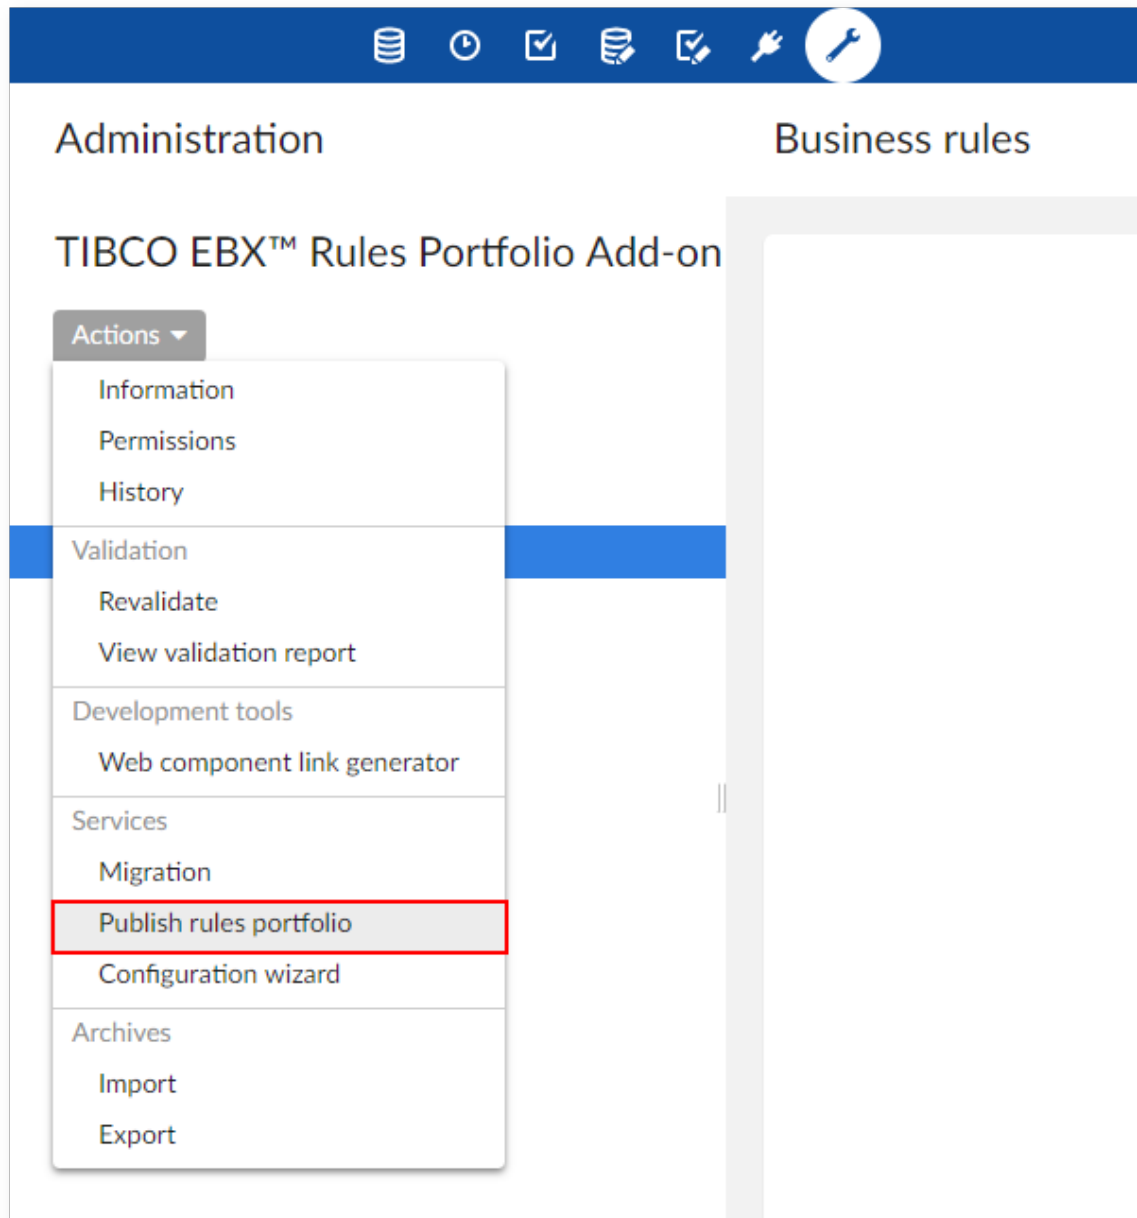 Administration
Business rules
TIBCO EBX™ Rules Portfolio Add-on
Actions
Information
Permissions
History
Validation
Revalidate
View validation report
Development tools
Web component link generator
Services
Migration
Publish rules portfolio
Configuration wizard
Archives
Import
Export